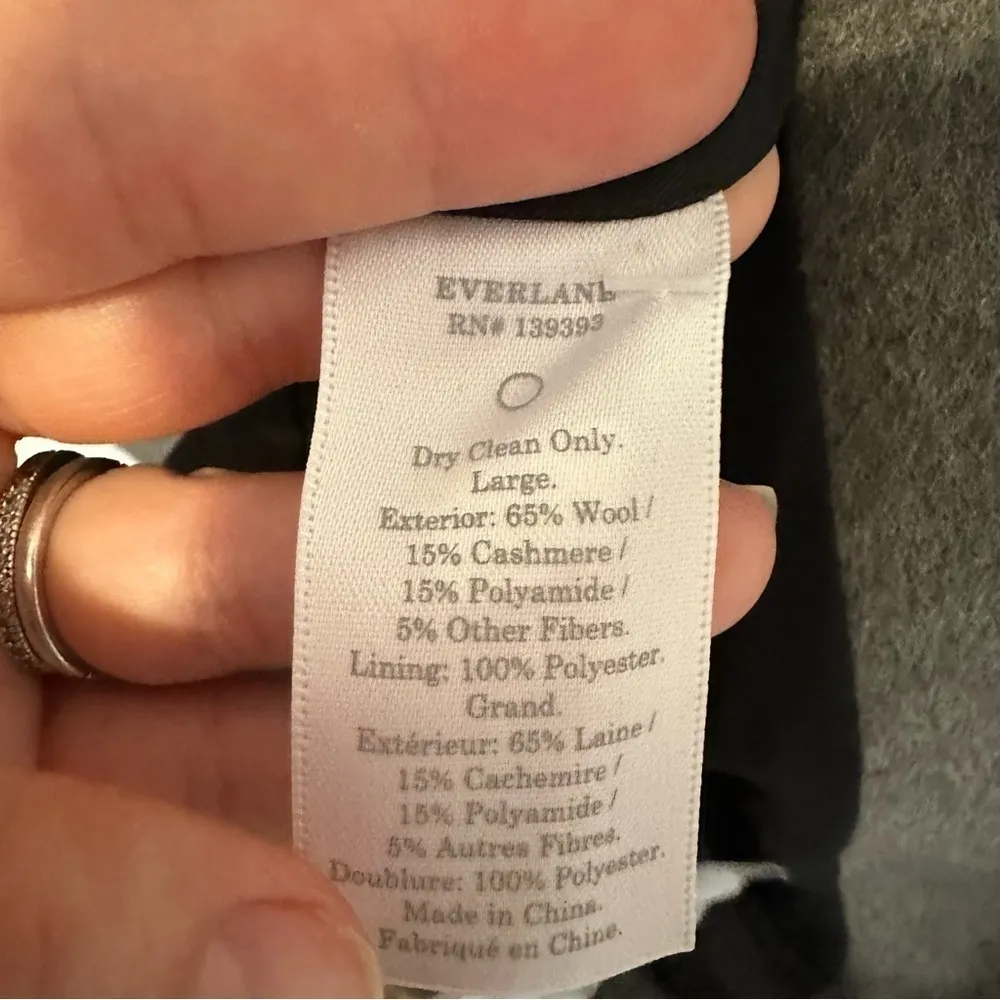 EVERLANE
RN# 139393
Dry Clean Only.
Large.
Exterior: 65% Wool /
15% Cashmere /
15% Polyamide /
5% Other Fibers.
Lining: 100% Polyester.
Grand.
Extérieur: 65% Laine /
15% Cachemire /
15% Polyamide /
5% Autres Fibres.
Doublure: 100% Polyester.
Made in China.
Fabriqué en Chine.